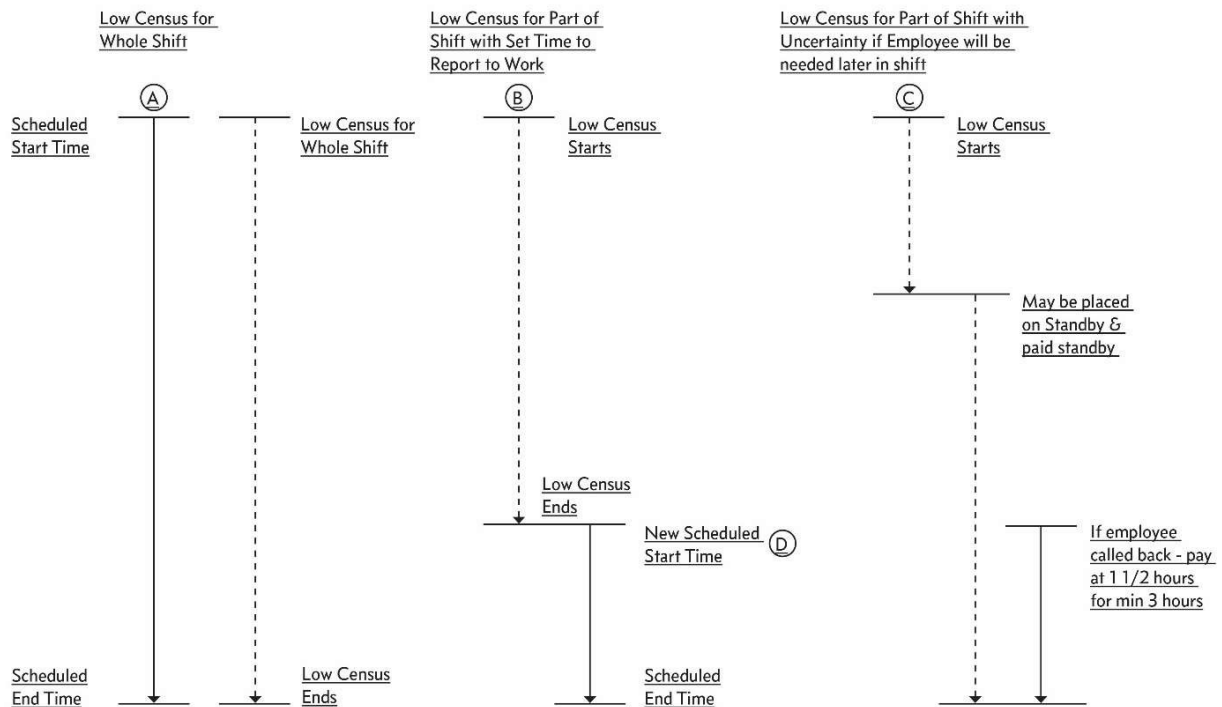 Low Census for
Whole Shift
Low Census for Part of
Shift with Set Time to
Report to Work
Low Census for Part of Shift with
Uncertainty if Employee will be
needed later in shift
A
B
C
Scheduled
Start Time
Low Census for
Whole Shift
Low Census
Starts
Low Census
Starts
May be placed
on Standby &
paid standby
Low Census
Ends
New Scheduled
Start Time
D
If employee
called back - pay
at 1 1/2 hours
for min 3 hours
Scheduled
End Time
Low Census
Ends
Scheduled
End Time